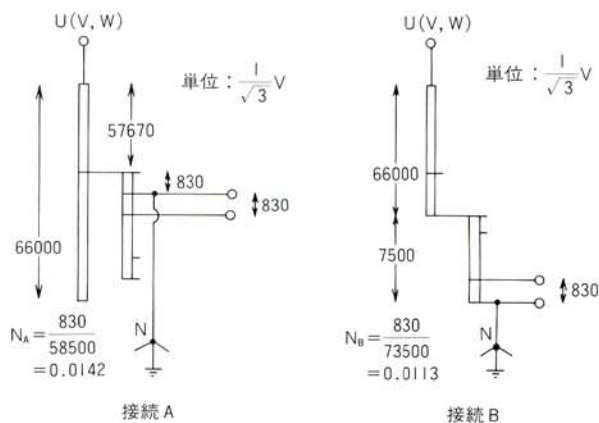 U(V, W)
単位：1/√3 V
57670
830
830
66000
N
N_A = 830/58500
= 0.0142
接続 A
U(V, W)
単位：1/√3 V
66000
7500
830
N
N_B = 830/73500
= 0.0113
接続 B